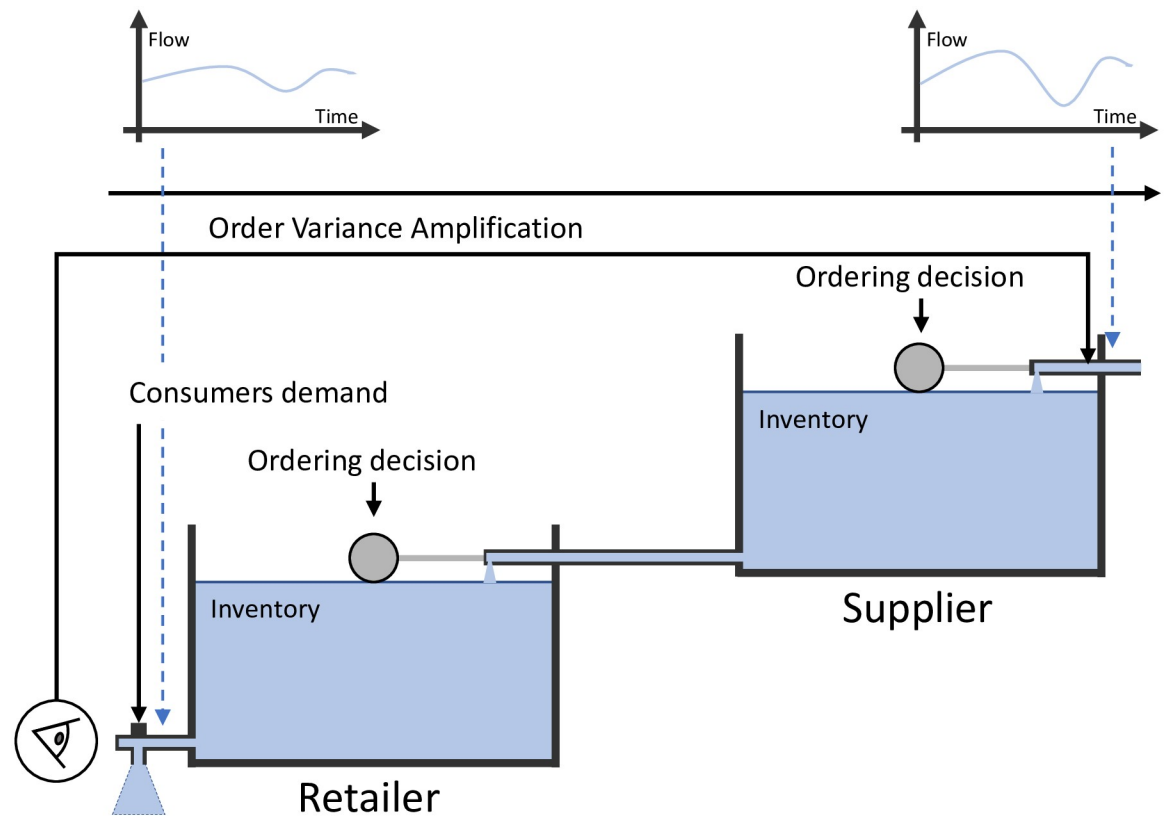 Flow
Time
Flow
Time
Order Variance Amplification
Ordering decision
Consumers demand
Inventory
Ordering decision
Inventory
Supplier
Retailer